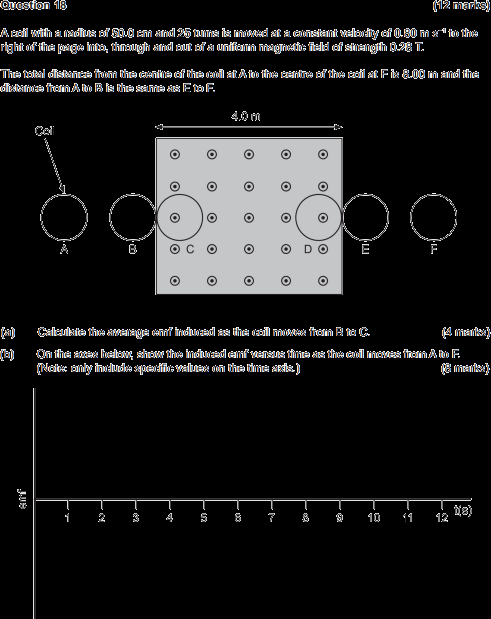 Question 18 (12 marks)
A coil with a radius of 50.0 cm and 25 turns is moved at a constant velocity of m s⁻¹ to the
right of the page into, through and out of a uniform magnetic field of strength T.
The total distance from the centre of the coil at A to the centre of the coil at F is 8.00 m and the
distance from A to B is the same as E to F.
4.0 m
Coil
A B C D E F
(a) Calculate the average emf induced as the coil moves from B to C. (4 marks)
(b) On the axes below, show the induced emf versus time as the coil moves from A to F.
(Note: only include specific values on the time axis.) (8 marks)
emf
1 2 3 4 5 6 7 8 9 10 11 12 t(s)